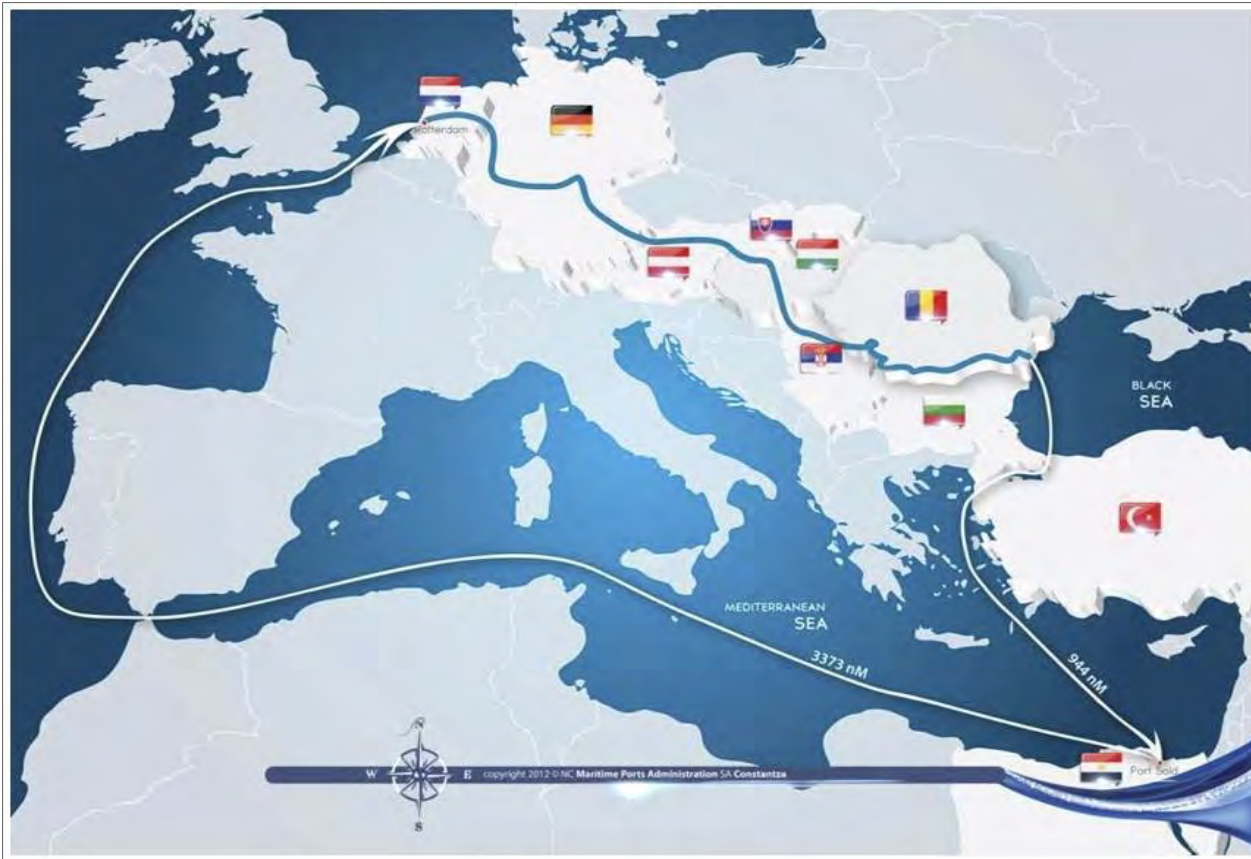 Rotterdam
BLACK
SEA
MEDITERRANEAN
SEA
3373 nM
944 nM
S
W
E
copyright 2012 © NC Maritime Ports Administration SA Constantza
Port Said
S